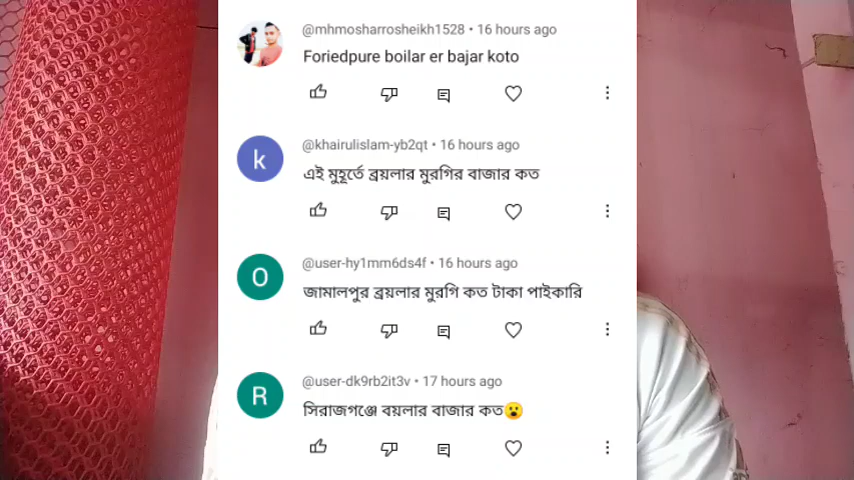 @mhmosharrosheikh1528 • 16 hours ago
Foriedpure boilar er bajar koto
k
@khairulislam-yb2qt • 16 hours ago
এই মুহূর্তে ব্রয়লার মুরগির বাজার কত
O
@user-hy1mm6ds4f • 16 hours ago
জামালপুর ব্রয়লার মুরগি কত টাকা পাইকারি
R
@user-dk9rb2it3v • 17 hours ago
সিরাজগঞ্জে বয়লার বাজার কত😮